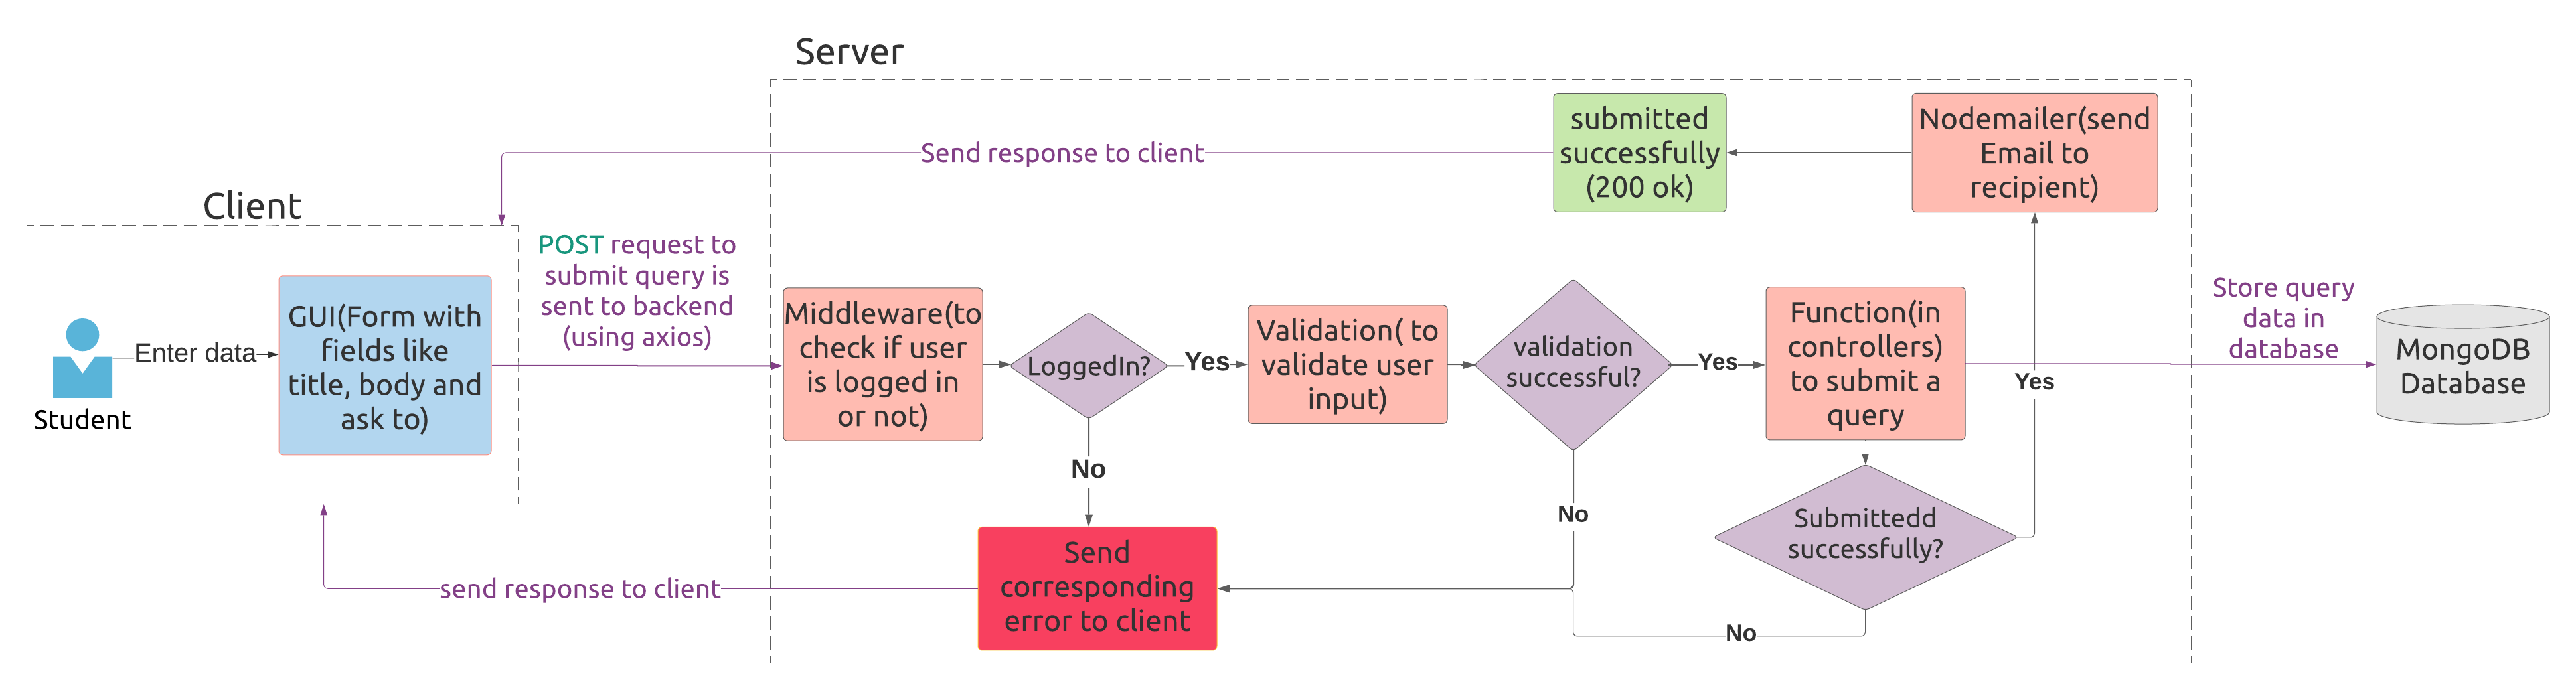 Server
Client
Student
Enter data
GUI(Form with
fields like
title, body and
ask to)
POST request to
submit query is
sent to backend
(using axios)
Middleware(to
check if user
is logged in
or not)
LoggedIn?
Yes
No
Validation( to
validate user
input)
validation
successful?
Yes
No
Function(in
controllers)
to submit a
query
Submittedd
successfully?
Yes
No
Store query
data in
database
MongoDB
Database
Nodemailer(send
Email to
recipient)
submitted
successfully
(200 ok)
Send response to client
Send
corresponding
error to client
send response to client